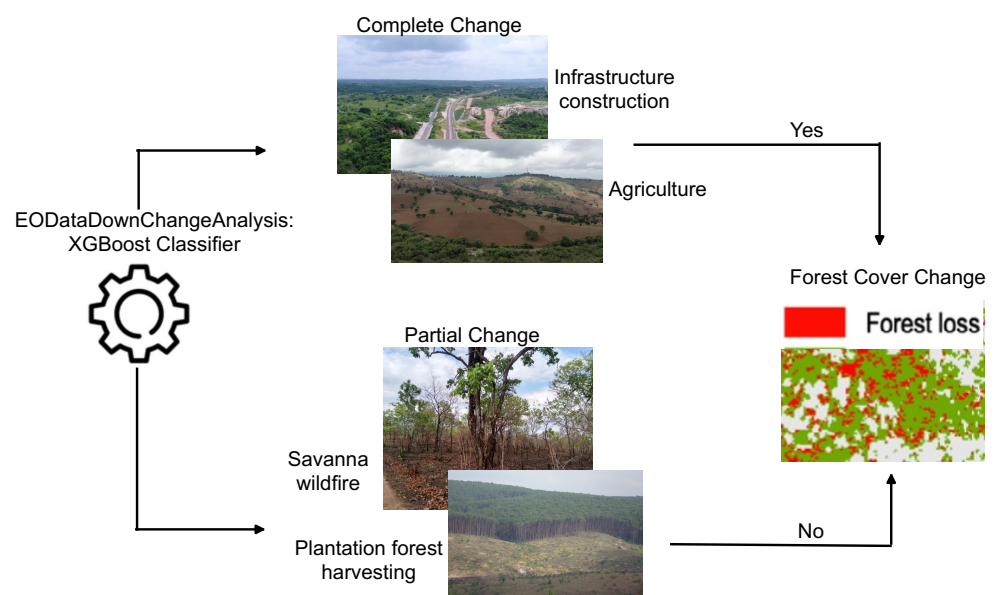 Complete Change
Infrastructure
construction
Yes
Agriculture
EODataDownChangeAnalysis:
XGBoost Classifier
Forest Cover Change
Forest loss
Partial Change
Savanna
wildfire
No
Plantation forest
harvesting